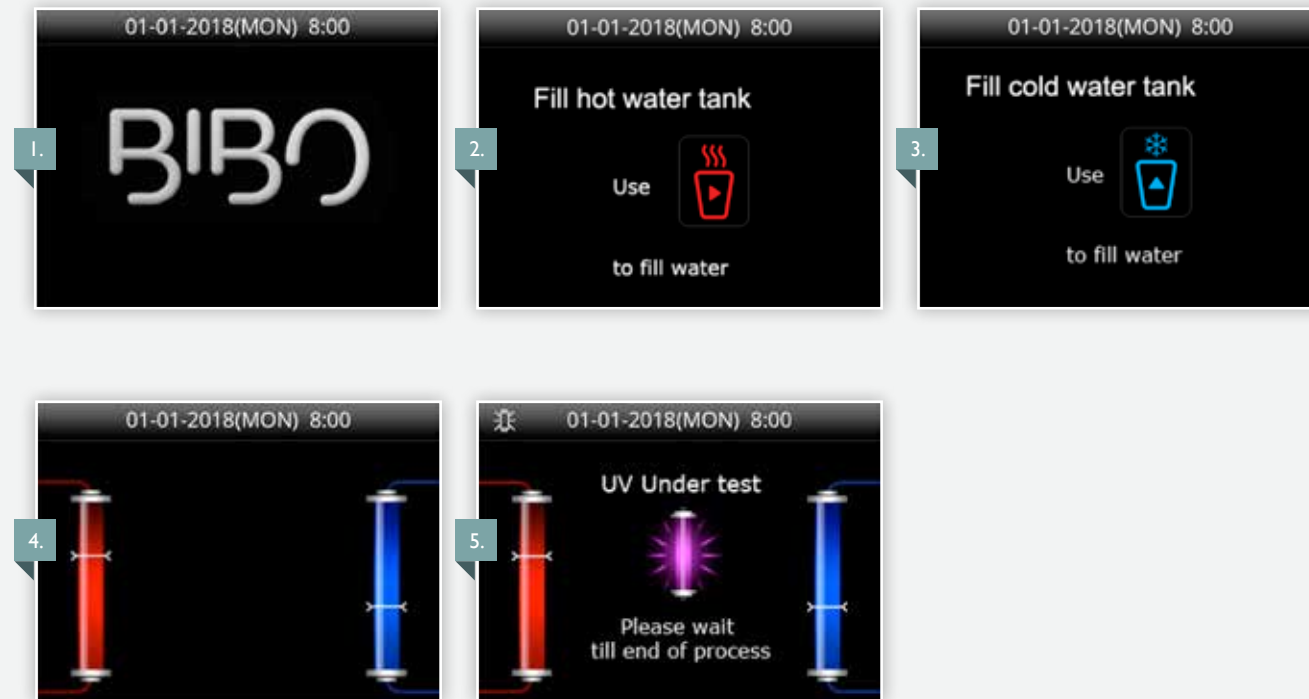 01-01-2018(MON) 8:00
BIBO
1.
01-01-2018(MON) 8:00
Fill hot water tank
2.
Use
to fill water
01-01-2018(MON) 8:00
Fill cold water tank
3.
Use
to fill water
01-01-2018(MON) 8:00
4.
01-01-2018(MON) 8:00
UV Under test
5.
Please wait
till end of process